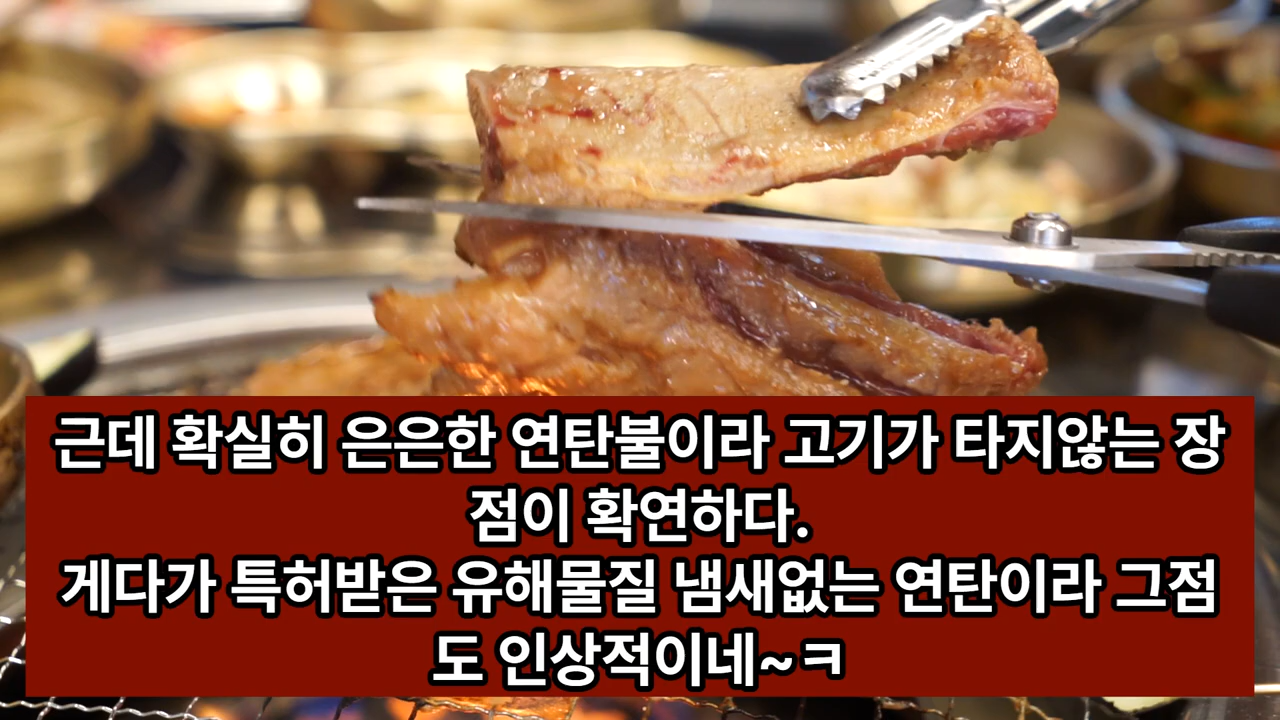 근데 확실히 은은한 연탄불이라 고기가 타지않는 장
점이 확연하다.
게다가 특허받은 유해물질 냄새없는 연탄이라 그점
도 인상적이네~ㅋ